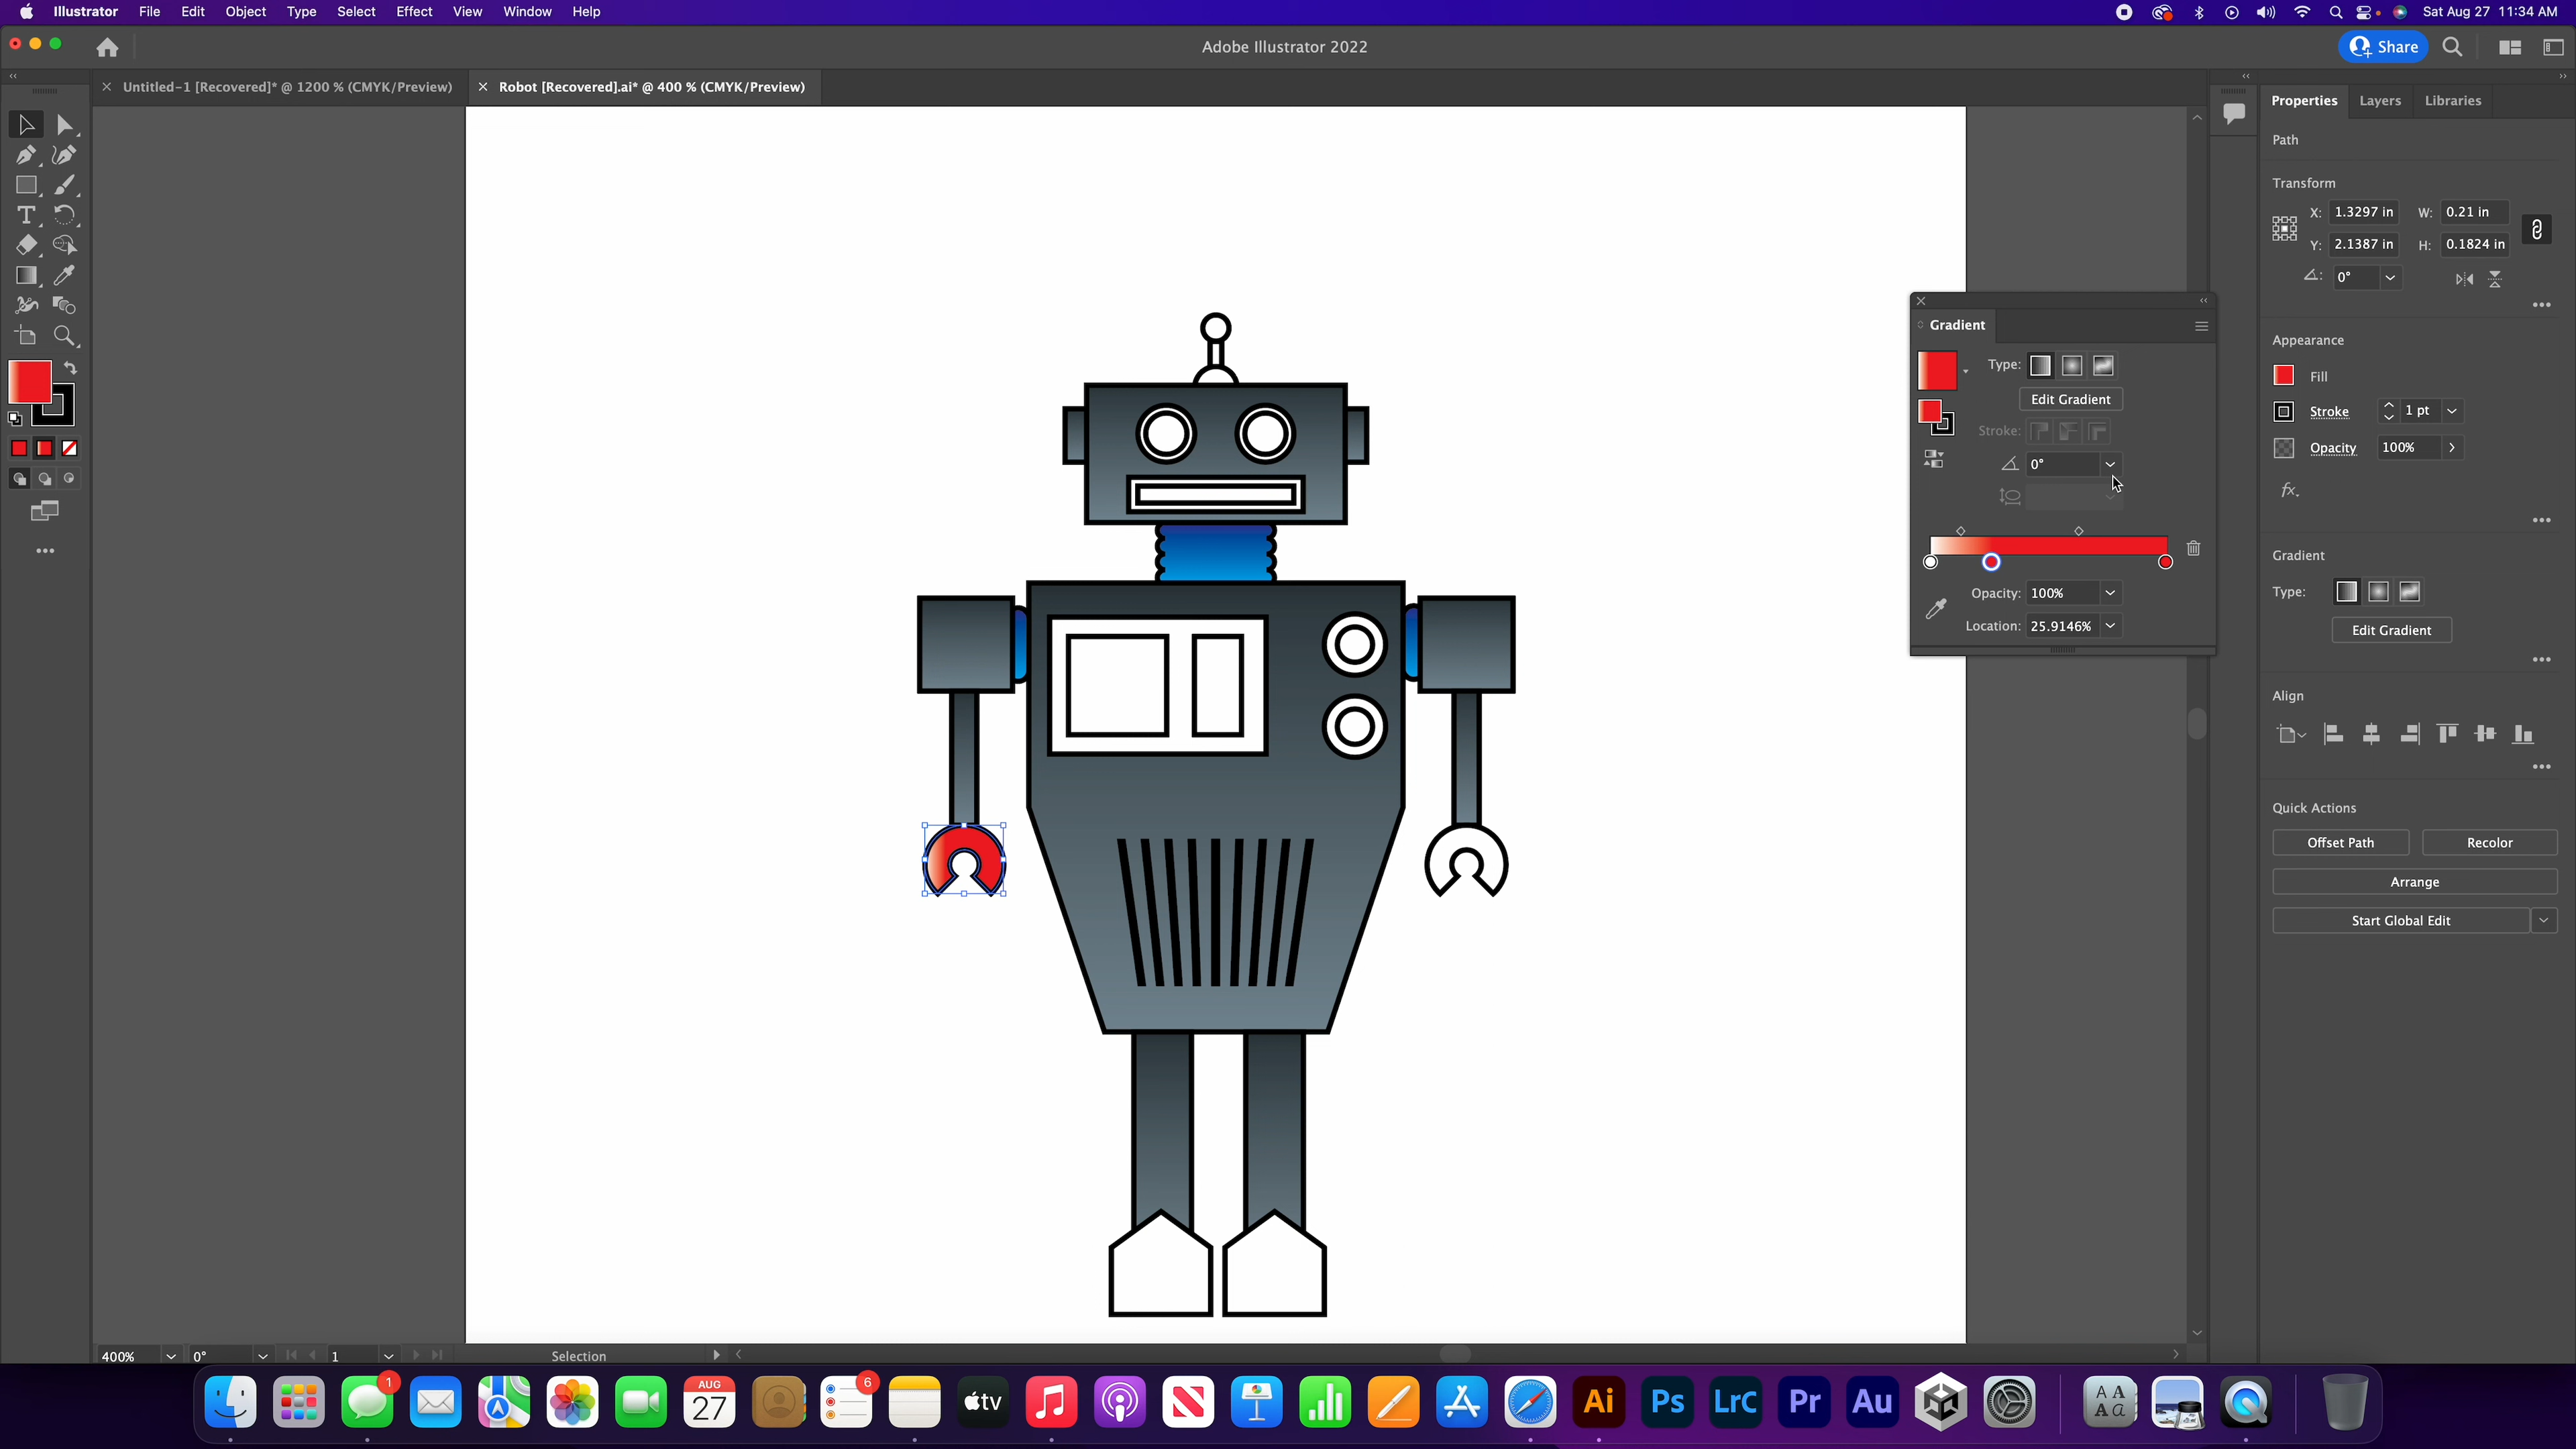 Illustrator File Edit Object Type Select Effect View Window Help
Sat Aug 27 11:34 AM
Adobe Illustrator 2022
Share
Untitled-1 [Recovered]* @ 1200 % (CMYK/Preview)
Robot [Recovered].ai* @ 400 % (CMYK/Preview)
Properties Layers Libraries
Path
Transform
X: 1.3297 in W: 0.21 in
Y: 2.1387 in H: 0.1824 in
0°
Appearance
Fill
Stroke 1 pt
Opacity 100%
fx.
Gradient
Type:
Edit Gradient
Align
Quick Actions
Offset Path Recolor
Arrange
Start Global Edit
Gradient
Type:
Edit Gradient
Stroke:
0°
Opacity: 100%
Location: 25.9146%
400% 0° 1 Selection
1
AUG
27
6
tv
Ai Ps LrC Pr Au
A A
A a